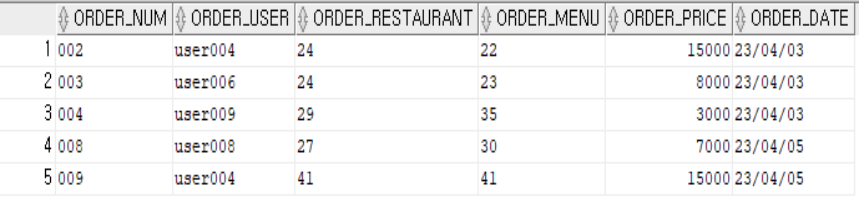 ORDER_NUM ORDER_USER ORDER_RESTAURANT ORDER_MENU ORDER_PRICE ORDER_DATE
1 002 user004 24 22 15000 23/04/03
2 003 user006 24 23 8000 23/04/03
3 004 user009 29 35 3000 23/04/03
4 008 user008 27 30 7000 23/04/05
5 009 user004 41 41 15000 23/04/05